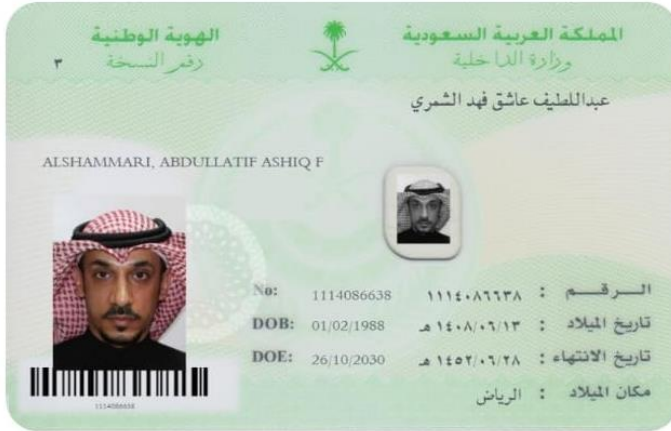 المملكة العربية السعودية
وزارة الداخلية
الهوية الوطنية
رقم النسخة ٣
عبداللطيف عاشق فهد الشمري
ALSHAMMARI, ABDULLATIF ASHIQ F
الرقم : ١١١٤٠٨٦٦٣٨ 1114086638 No:
تاريخ الميلاد : ١٤٠٨/٠٦/١٣ هـ 01/02/1988 DOB:
تاريخ الانتهاء : ١٤٥٢/٠٦/٢٨ هـ 26/10/2030 DOE:
مكان الميلاد : الرياض
1114086638